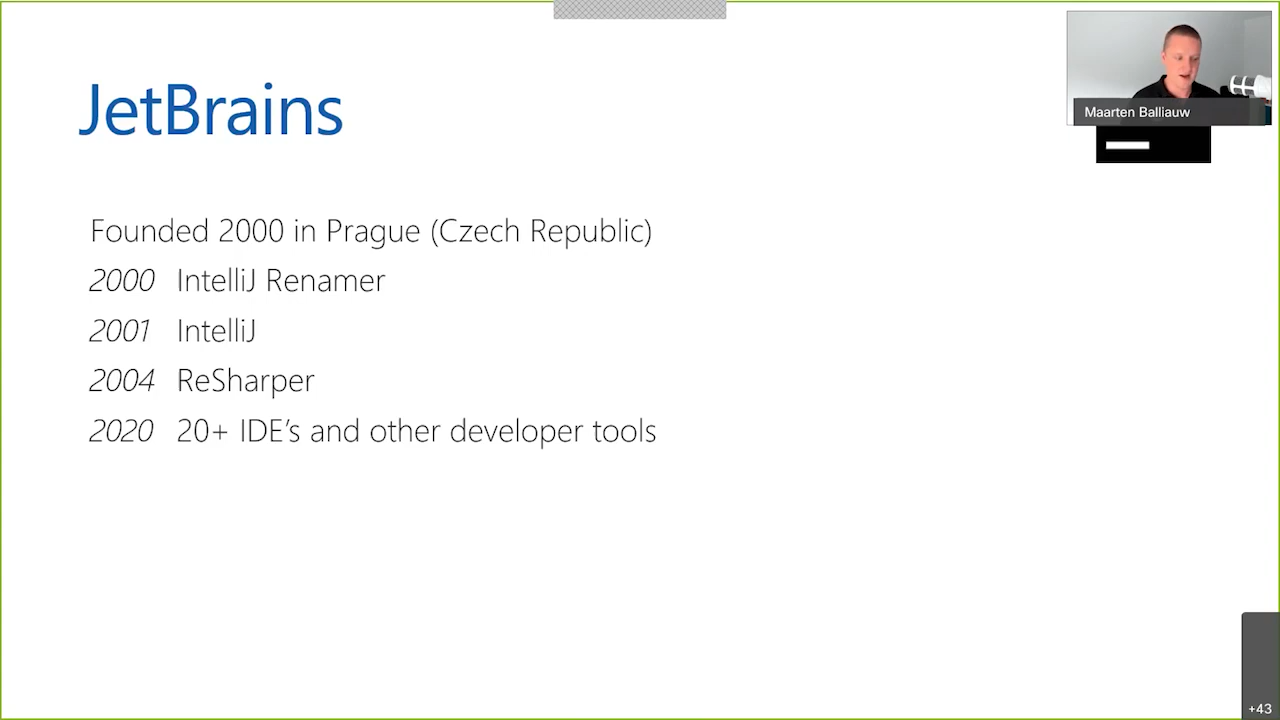 JetBrains
Maarten Balliauw
Founded 2000 in Prague (Czech Republic)
2000 IntelliJ Renamer
2001 IntelliJ
2004 ReSharper
2020 20+ IDE’s and other developer tools
+43